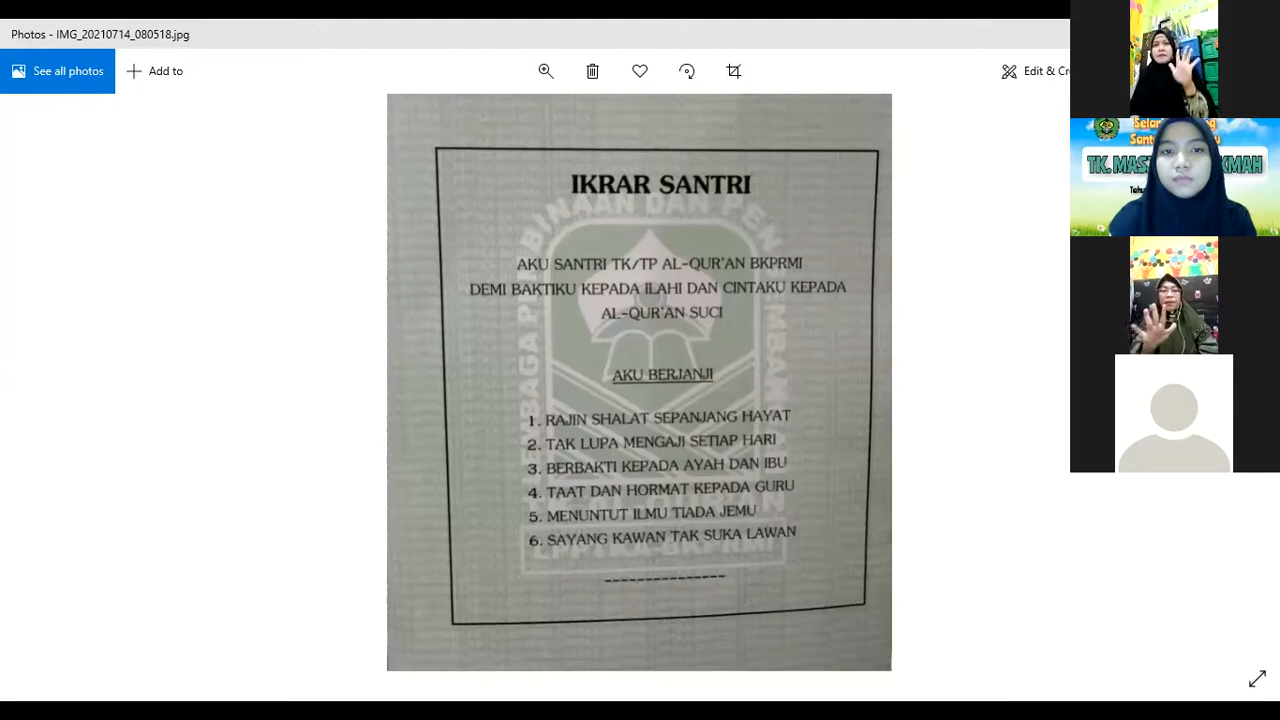 Photos - IMG_20210714_080518.jpg
See all photos
Add to
Edit & Cr
IKRAR SANTRI
AKU SANTRI TK/TP AL-QUR'AN BKPRMI
DEMI BAKTIKU KEPADA ILAHI DAN CINTAKU KEPADA
AL-QUR'AN SUCI
AKU BERJANJI
1. RAJIN SHALAT SEPANJANG HAYAT
2. TAK LUPA MENGAJI SETIAP HARI
3. BERBAKTI KEPADA AYAH DAN IBU
4. TAAT DAN HORMAT KEPADA GURU
5. MENUNTUT ILMU TIADA JEMU
6. SAYANG KAWAN TAK SUKA LAWAN
LPPTKA BKPRMI
TK. MAS
KMAH